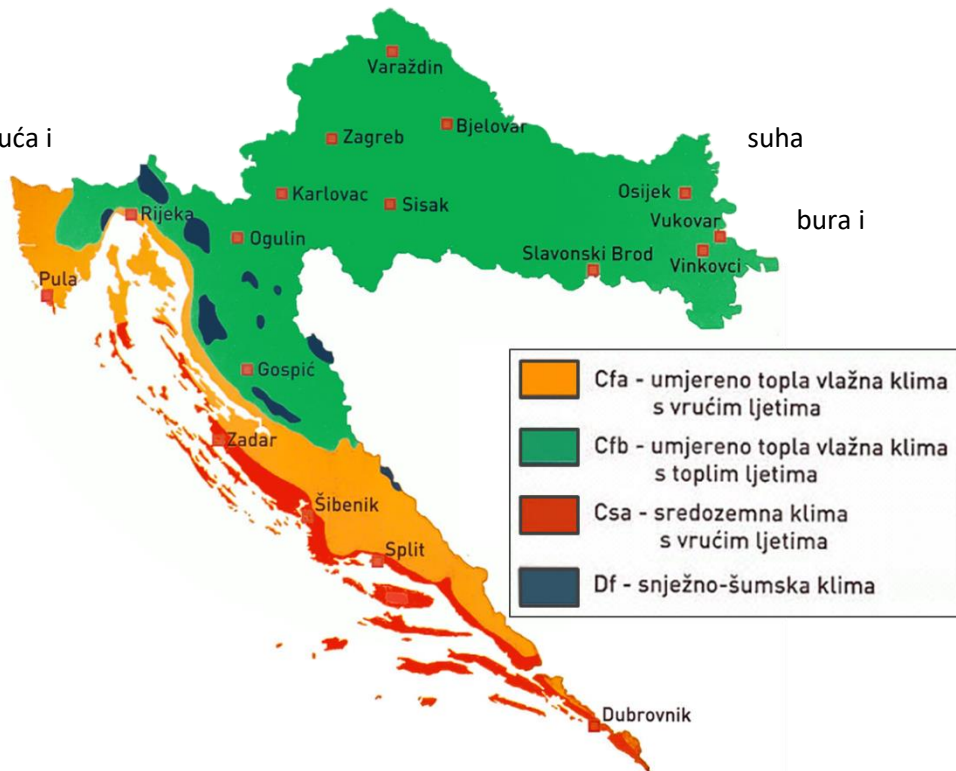 Varaždin
uća i
Zagreb
Bjelovar
suha
Karlovac
Sisak
Osijek
Rijeka
Ogulin
Vukovar
bura i
Slavonski Brod
Vinkovci
Pula
Gospić
Cfa - umjereno topla vlažna klima
s vrućim ljetima
Zadar
Cfb - umjereno topla vlažna klima
s toplim ljetima
Šibenik
Csa - sredozemna klima
s vrućim ljetima
Split
Df - snježno-šumska klima
Dubrovnik